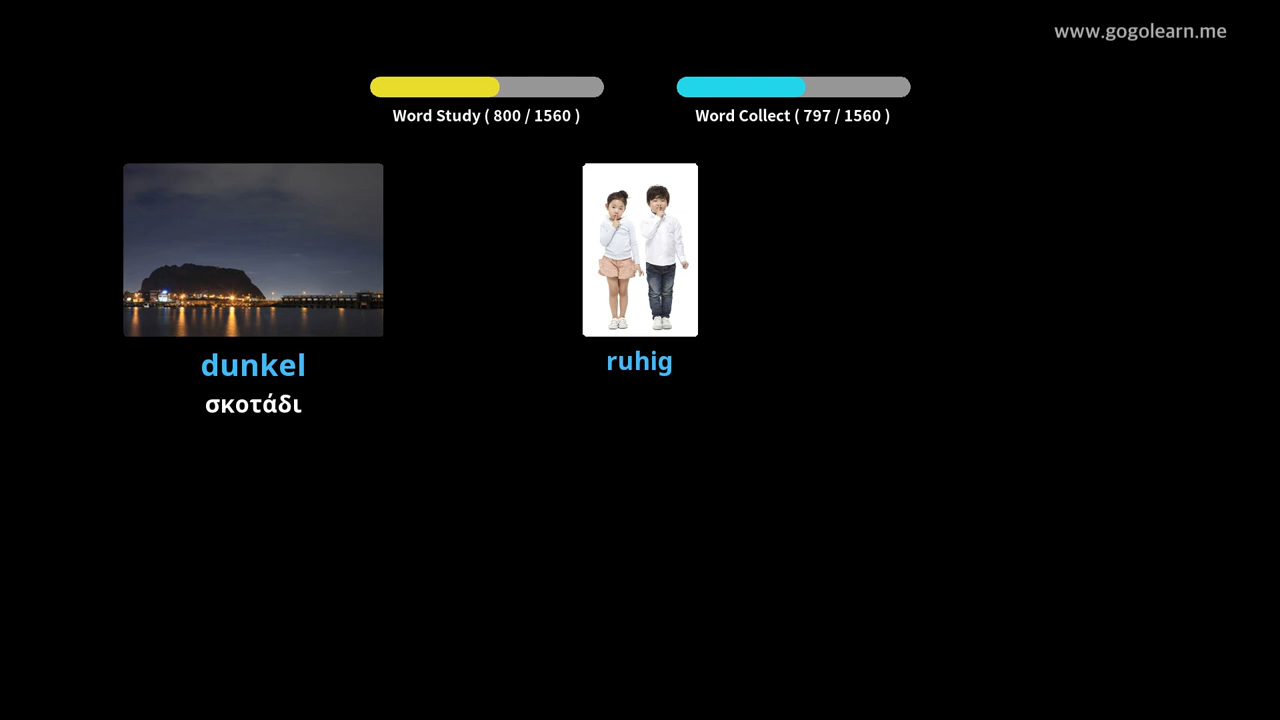 www.gogolearn.me
Word Study ( 800 / 1560 )
Word Collect ( 797 / 1560 )
dunkel
σκοτάδι
ruhig